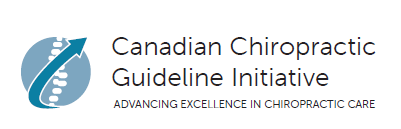 Canadian Chiropractic
Guideline Initiative
ADVANCING EXCELLENCE IN CHIROPRACTIC CARE